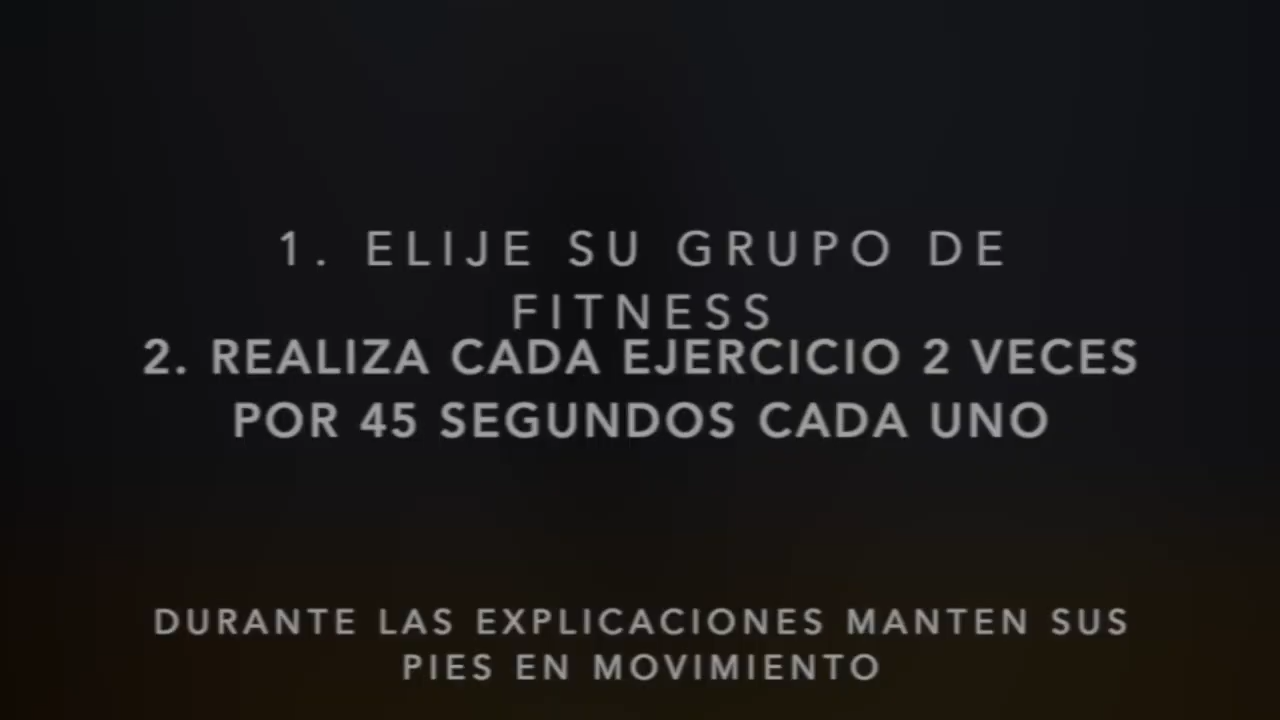 1. ELIJE SU GRUPO DE
FITNESS
2. REALIZA CADA EJERCICIO 2 VECES
POR 45 SEGUNDOS CADA UNO
DURANTE LAS EXPLICACIONES MANTEN SUS
PIES EN MOVIMIENTO